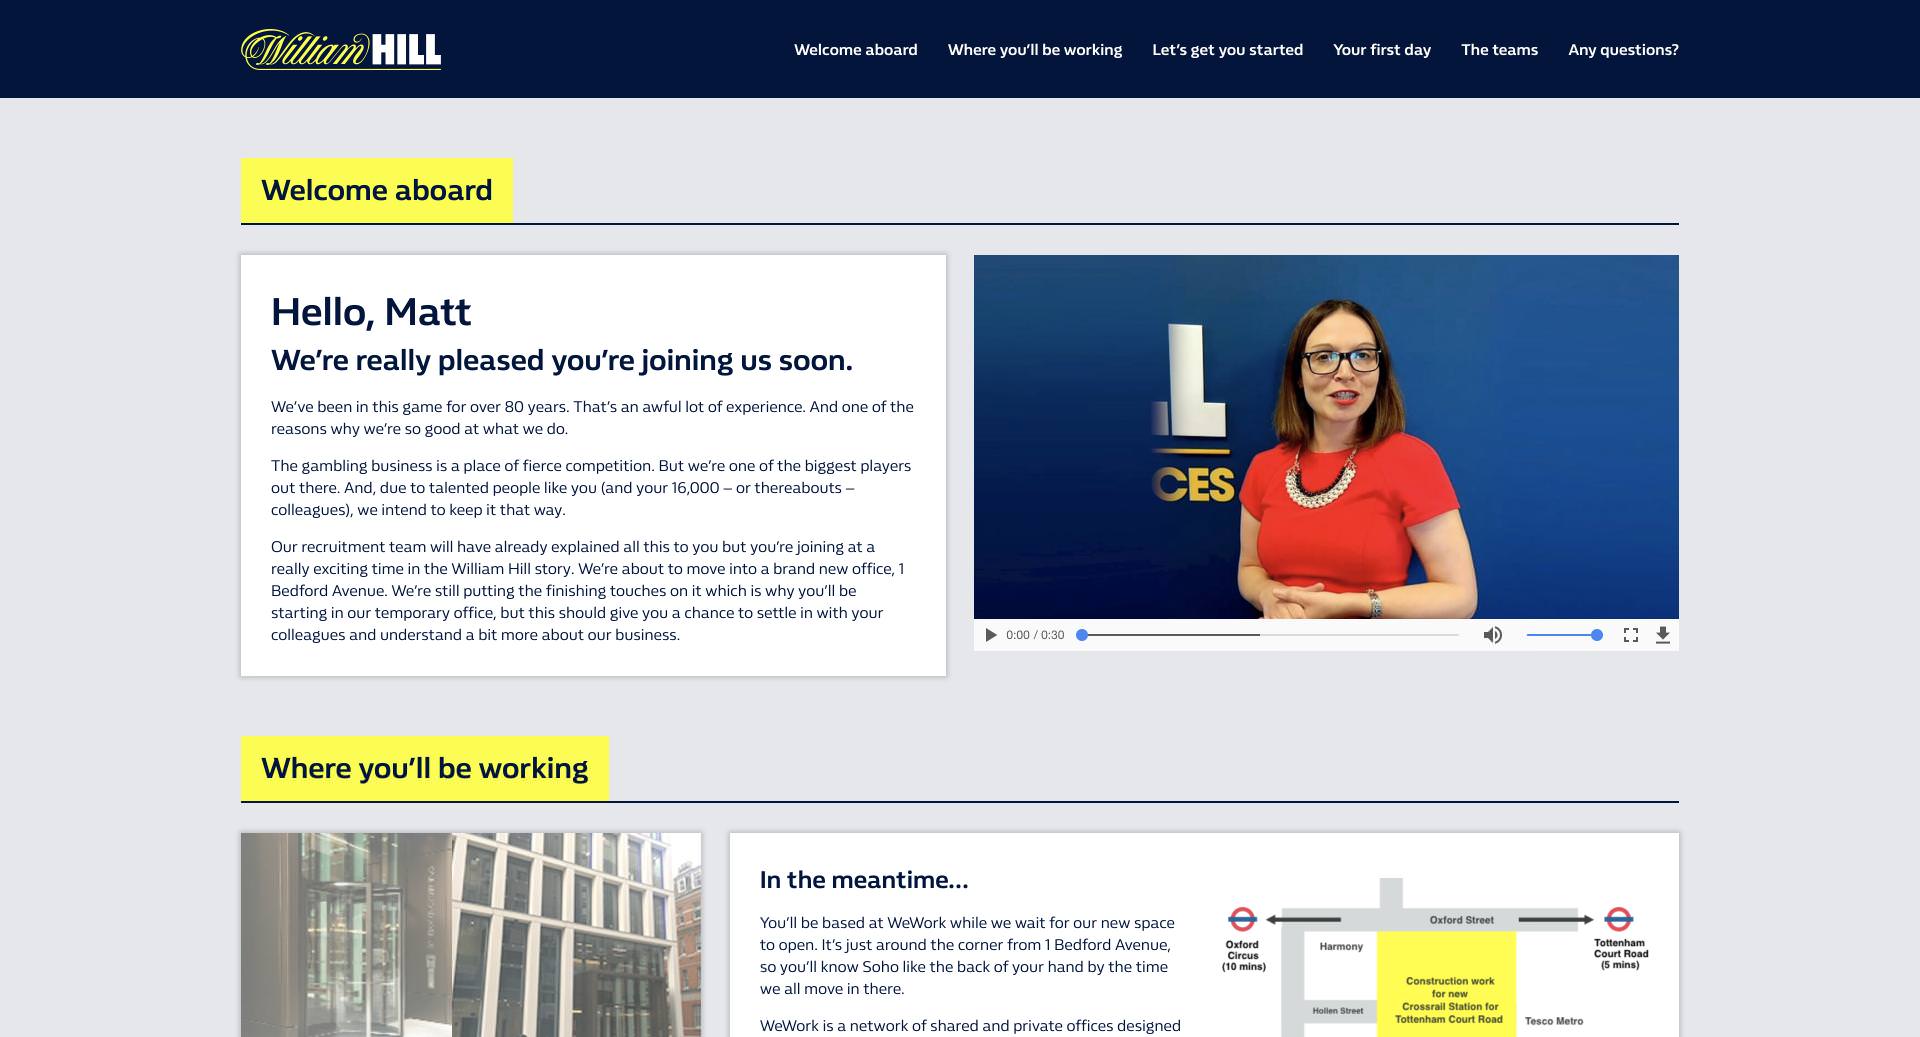 William HILL
Welcome aboard
Where you’ll be working
Let’s get you started
Your first day
The teams
Any questions?
Welcome aboard
Hello, Matt
We’re really pleased you’re joining us soon.
We’ve been in this game for over 80 years. That’s an awful lot of experience. And one of the
reasons why we’re so good at what we do.
The gambling business is a place of fierce competition. But we’re one of the biggest players
out there. And, due to talented people like you (and your 16,000 – or thereabouts –
colleagues), we intend to keep it that way.
Our recruitment team will have already explained all this to you but you’re joining at a
really exciting time in the William Hill story. We’re about to move into a brand new office, 1
Bedford Avenue. We’re still putting the finishing touches on it which is why you’ll be
starting in our temporary office, but this should give you a chance to settle in with your
colleagues and understand a bit more about our business.
L
CES
0:00 / 0:30
Where you’ll be working
In the meantime...
You’ll be based at WeWork while we wait for our new space
to open. It’s just around the corner from 1 Bedford Avenue,
so you’ll know Soho like the back of your hand by the time
we all move in there.
WeWork is a network of shared and private offices designed
Oxford Street
Oxford
Circus
(10 mins)
Harmony
Tottenham
Court Road
(5 mins)
Construction work
for new
Crossrail Station for
Tottenham Court Road
Hollen Street
Tesco Metro